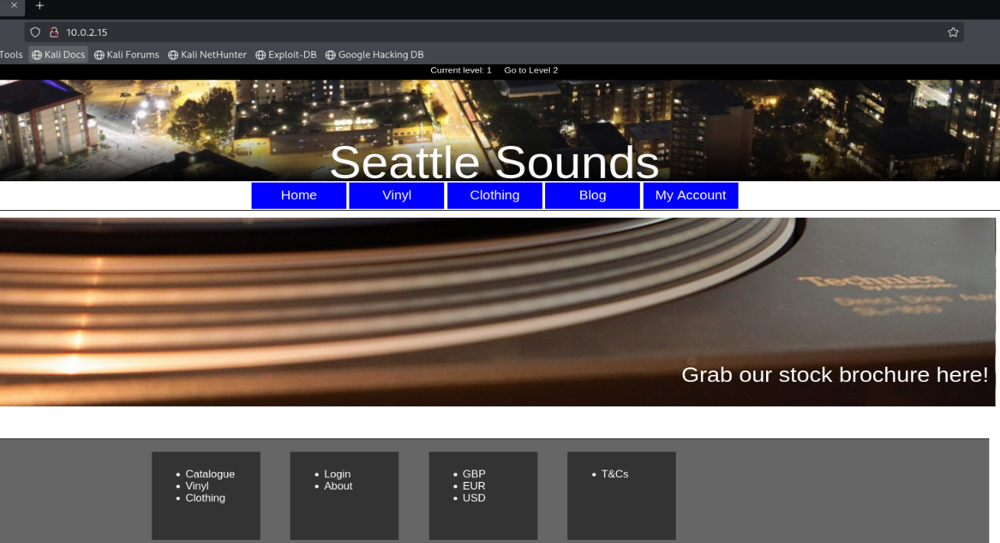 10.0.2.15
Tools Kali Docs Kali Forums Kali NetHunter Exploit-DB Google Hacking DB
Current level: 1 Go to Level 2
Seattle Sounds
Home Vinyl Clothing Blog My Account
Technics
Grab our stock brochure here!
Catalogue
Vinyl
Clothing
Login
About
GBP
EUR
USD
T&Cs